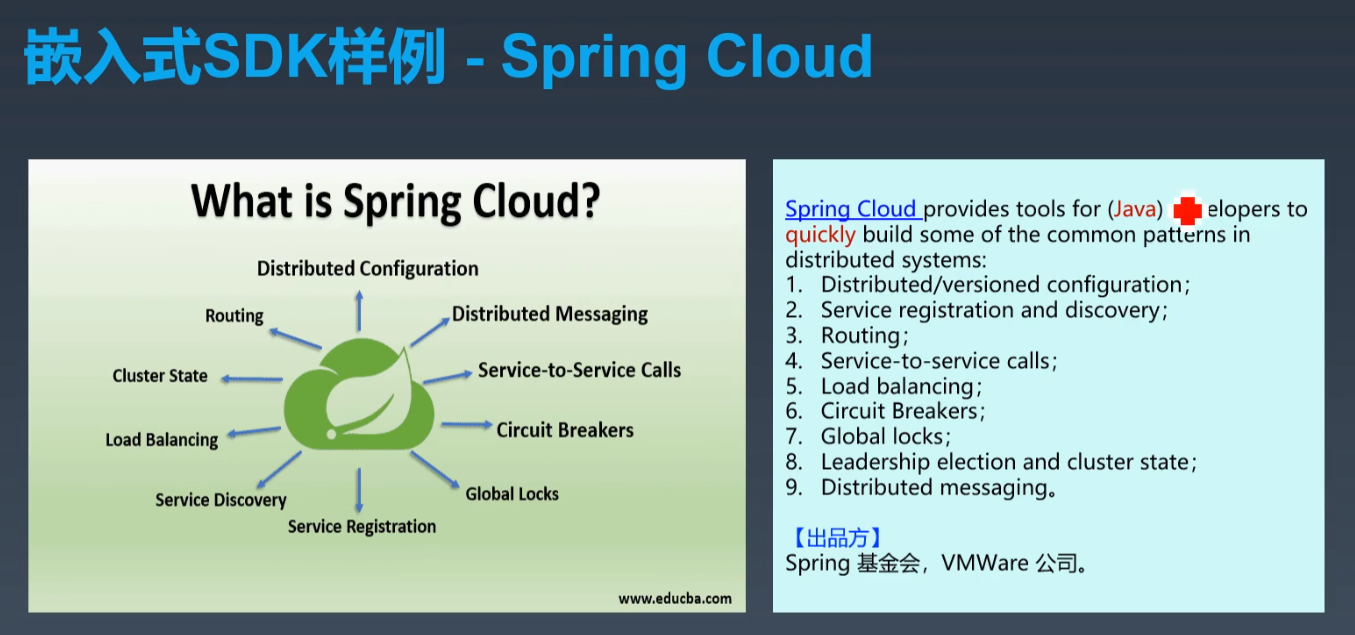 嵌入式SDK样例 - Spring Cloud
What is Spring Cloud?
Distributed Configuration
Routing
Distributed Messaging
Cluster State
Service-to-Service Calls
Load Balancing
Circuit Breakers
Service Discovery
Global Locks
Service Registration
www.educba.com
Spring Cloud provides tools for (Java) elopers to
quickly build some of the common patterns in
distributed systems:
1. Distributed/versioned configuration;
2. Service registration and discovery;
3. Routing;
4. Service-to-service calls;
5. Load balancing;
6. Circuit Breakers;
7. Global locks;
8. Leadership election and cluster state;
9. Distributed messaging。
【出品方】
Spring 基金会，VMWare 公司。